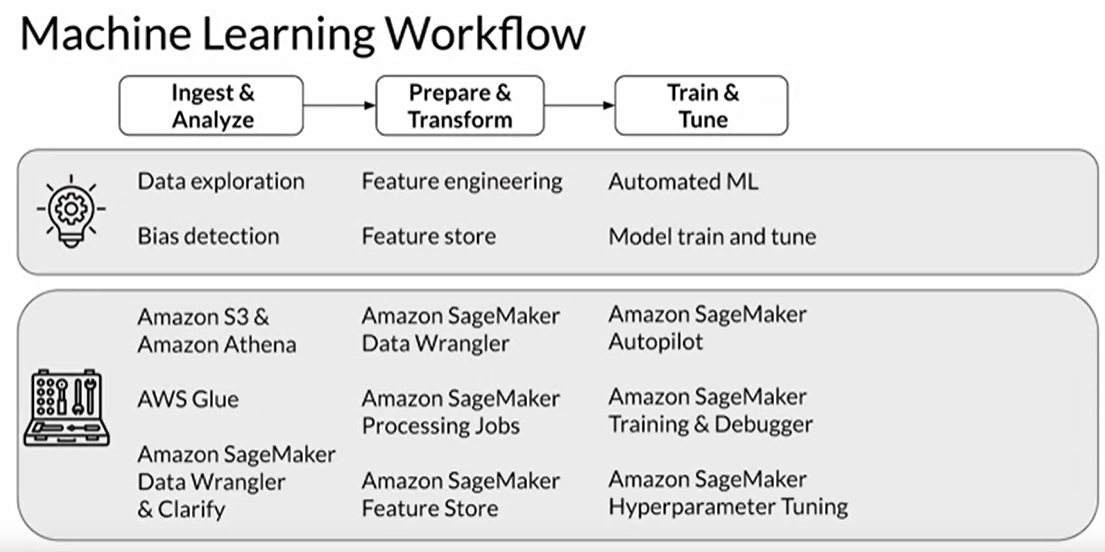 Machine Learning Workflow
Ingest &
Analyze
Prepare &
Transform
Train &
Tune
Data exploration
Feature engineering
Automated ML
Bias detection
Feature store
Model train and tune
Amazon S3 &
Amazon Athena
AWS Glue
Amazon SageMaker
Data Wrangler
& Clarify
Amazon SageMaker
Data Wrangler
Amazon SageMaker
Processing Jobs
Amazon SageMaker
Feature Store
Amazon SageMaker
Autopilot
Amazon SageMaker
Training & Debugger
Amazon SageMaker
Hyperparameter Tuning